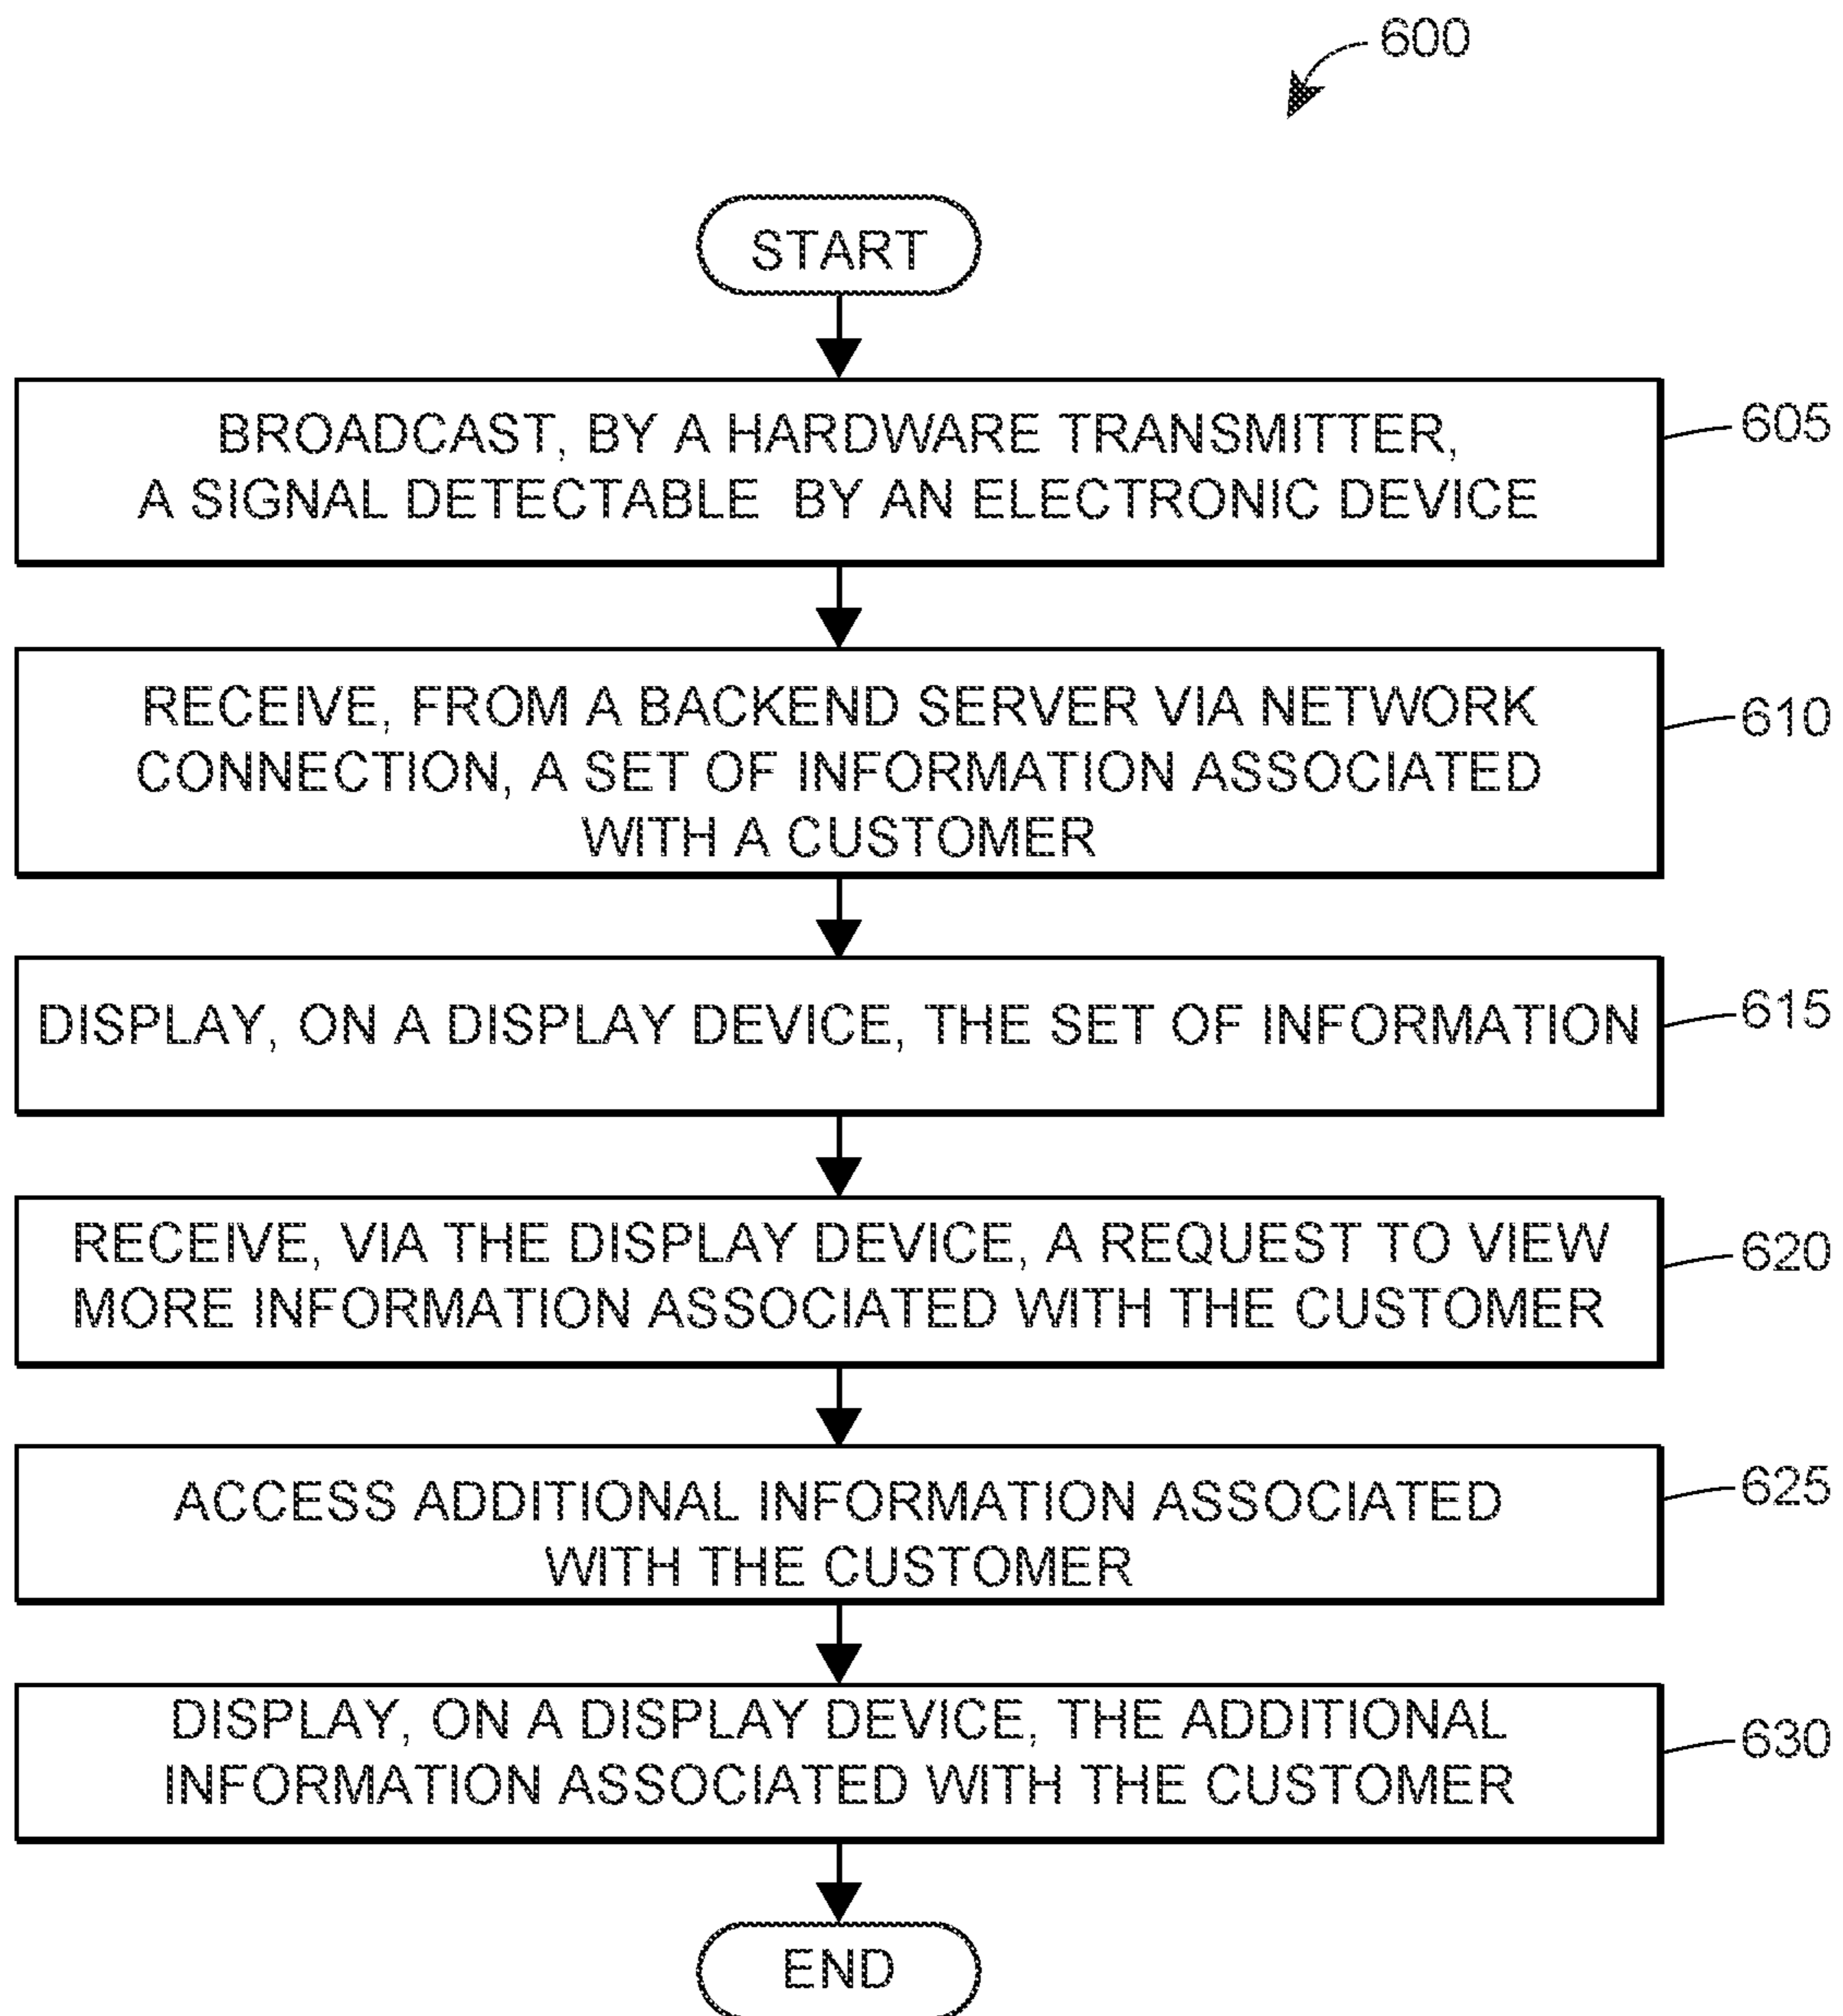 600
START
BROADCAST, BY A HARDWARE TRANSMITTER,
A SIGNAL DETECTABLE BY AN ELECTRONIC DEVICE
605
RECEIVE, FROM A BACKEND SERVER VIA NETWORK
CONNECTION, A SET OF INFORMATION ASSOCIATED
WITH A CUSTOMER
610
DISPLAY, ON A DISPLAY DEVICE, THE SET OF INFORMATION
615
RECEIVE, VIA THE DISPLAY DEVICE, A REQUEST TO VIEW
MORE INFORMATION ASSOCIATED WITH THE CUSTOMER
620
ACCESS ADDITIONAL INFORMATION ASSOCIATED
WITH THE CUSTOMER
625
DISPLAY, ON A DISPLAY DEVICE, THE ADDITIONAL
INFORMATION ASSOCIATED WITH THE CUSTOMER
630
END